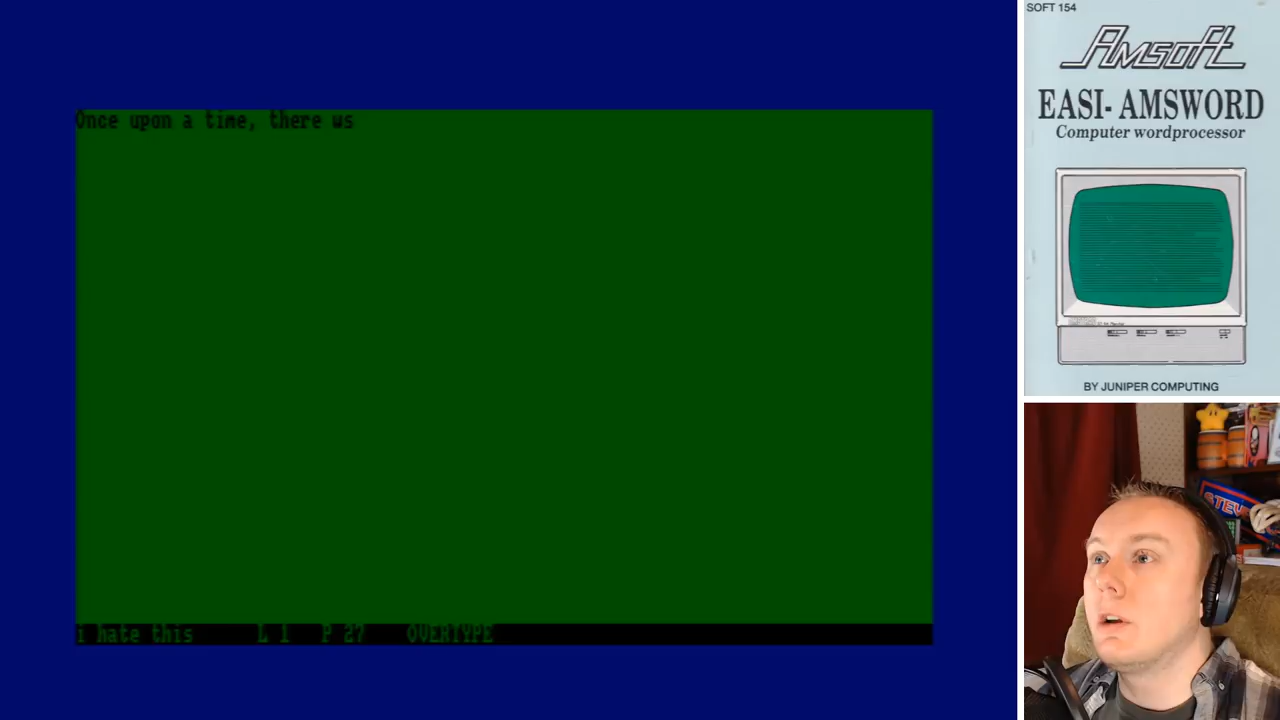 Once upon a time, there ws
i hate this L 1 P 27 OVERTYPE
SOFT 154
Amsoft
EASI-AMSWORD
Computer wordprocessor
BY JUNIPER COMPUTING
STEV